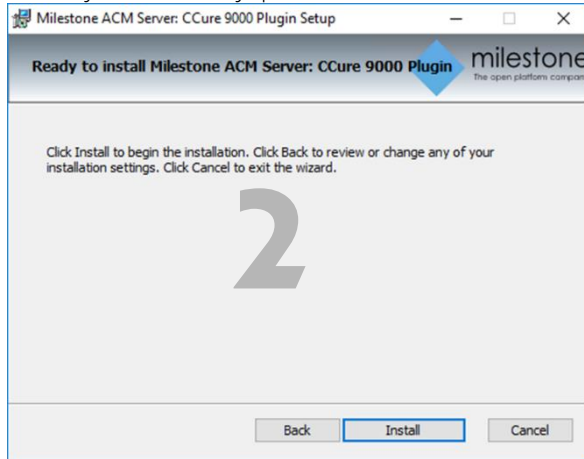 Milestone ACM Server: CCure 9000 Plugin Setup
Ready to install Milestone ACM Server: CCure 9000 Plugin
milestone
The open platform company
Click Install to begin the installation. Click Back to review or change any of your
installation settings. Click Cancel to exit the wizard.
2
Back
Install
Cancel